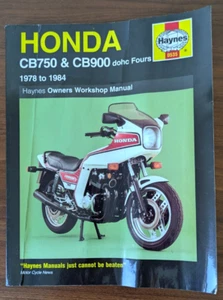 HONDA
CB750 & CB900 dohc Fours
1978 to 1984
Haynes Owners Workshop Manual
Haynes
HONDA
"Haynes Manuals just cannot be beaten"
Motor Cycle News